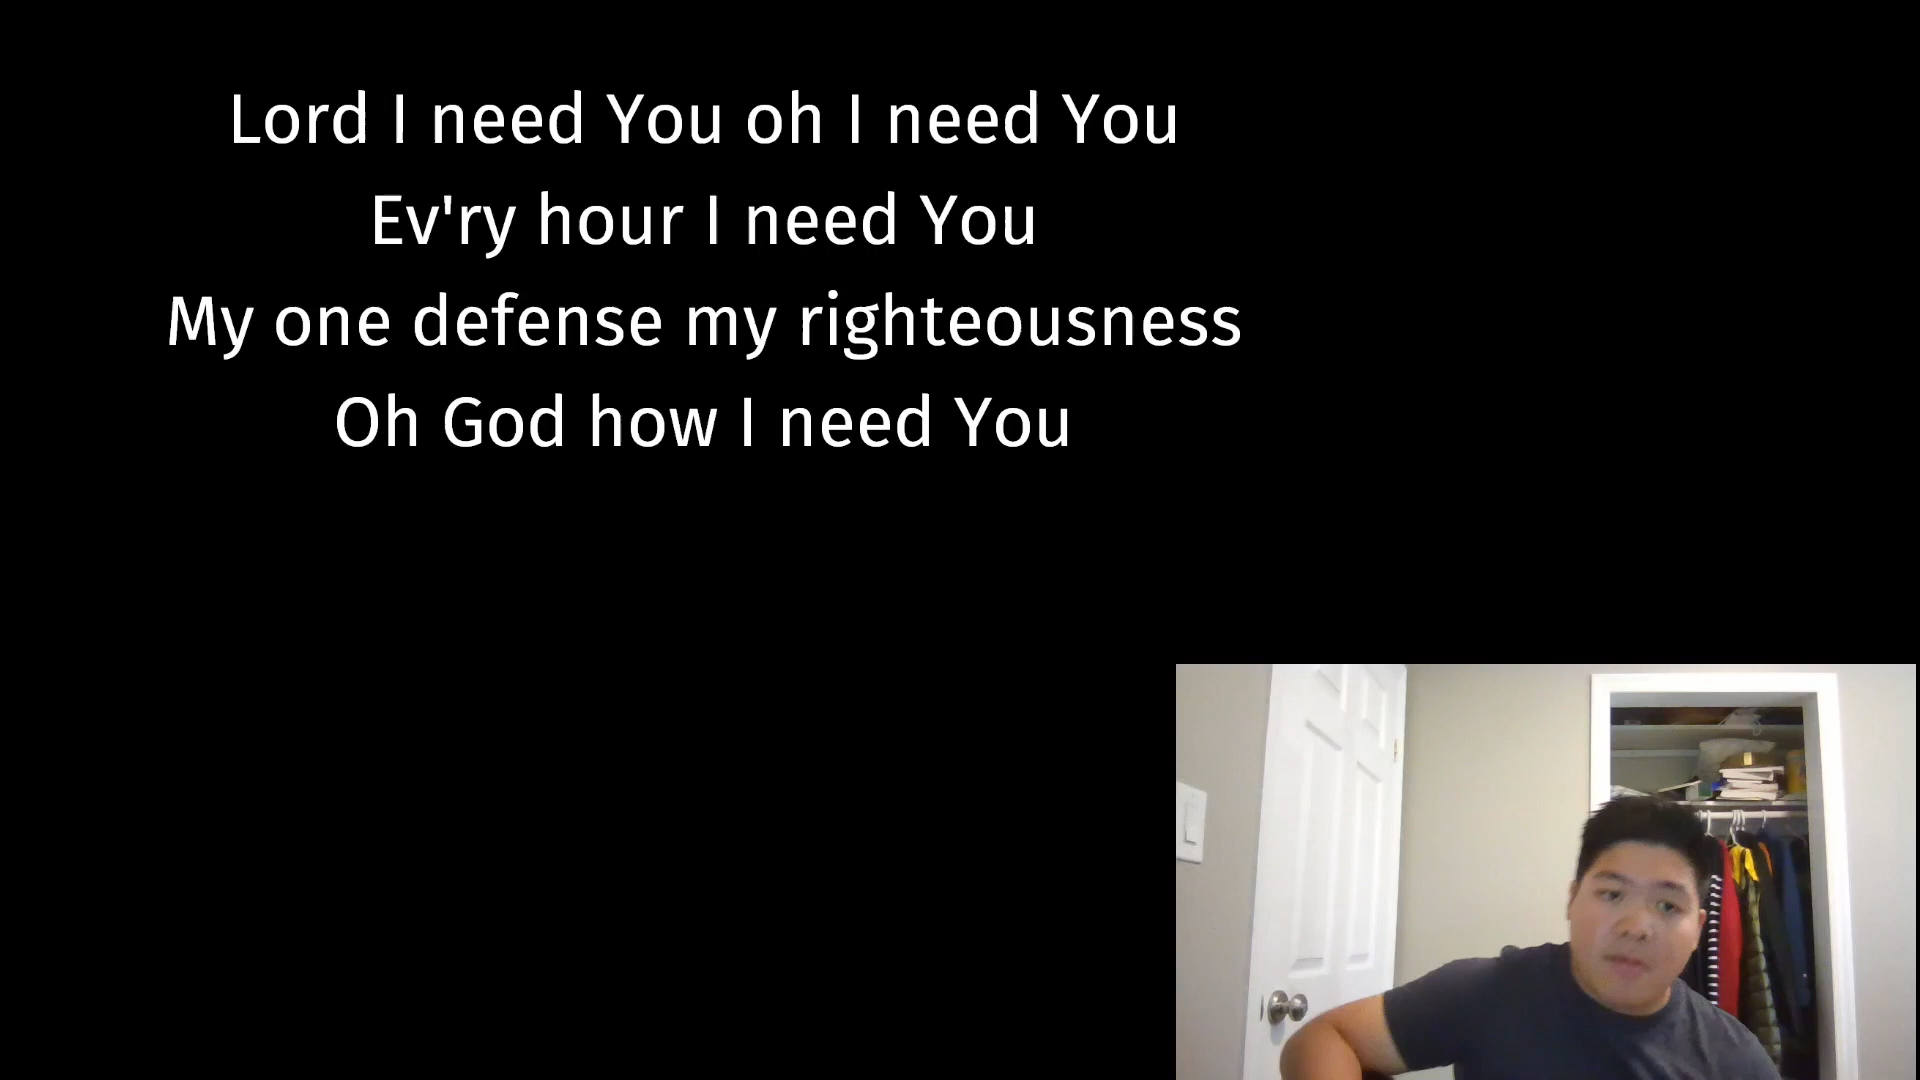 Lord I need You oh I need You
Ev'ry hour I need You
My one defense my righteousness
Oh God how I need You